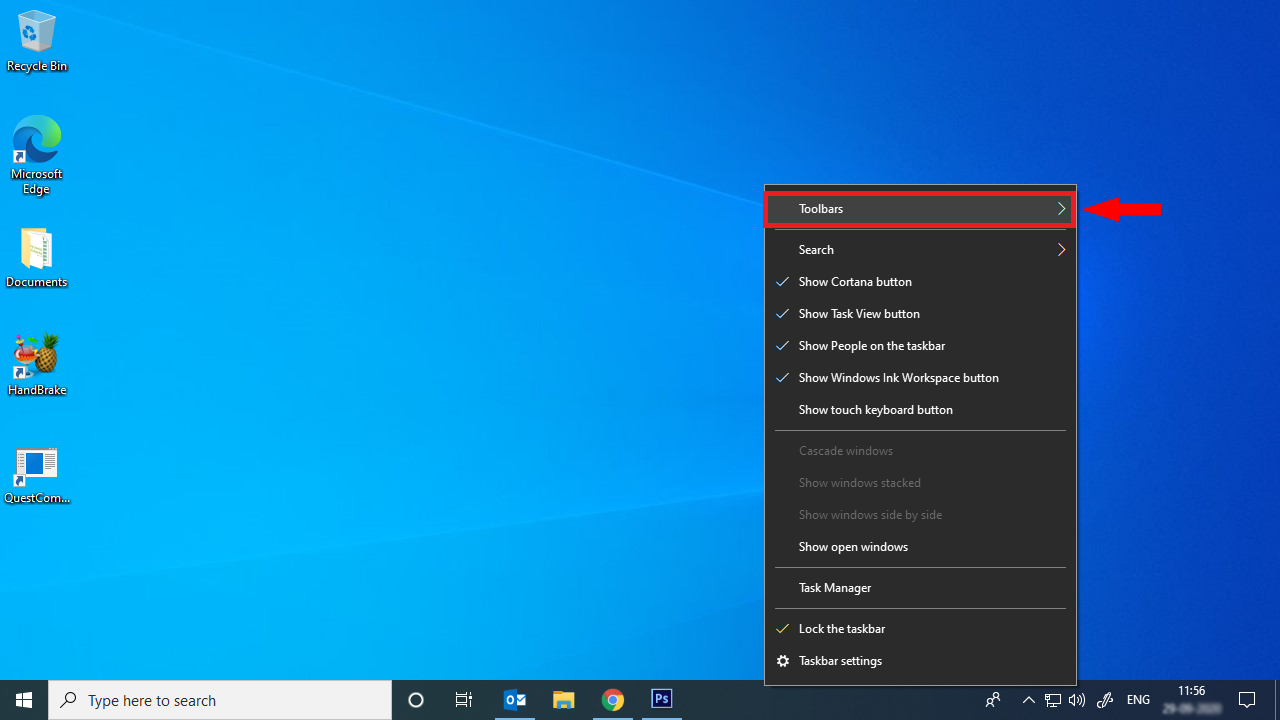 Recycle Bin
Microsoft
Edge
Documents
HandBrake
QuestCom...
Toolbars
Search
Show Cortana button
Show Task View button
Show People on the taskbar
Show Windows Ink Workspace button
Show touch keyboard button
Cascade windows
Show windows stacked
Show windows side by side
Show open windows
Task Manager
Lock the taskbar
Taskbar settings
Type here to search
Ps
ENG
11:56